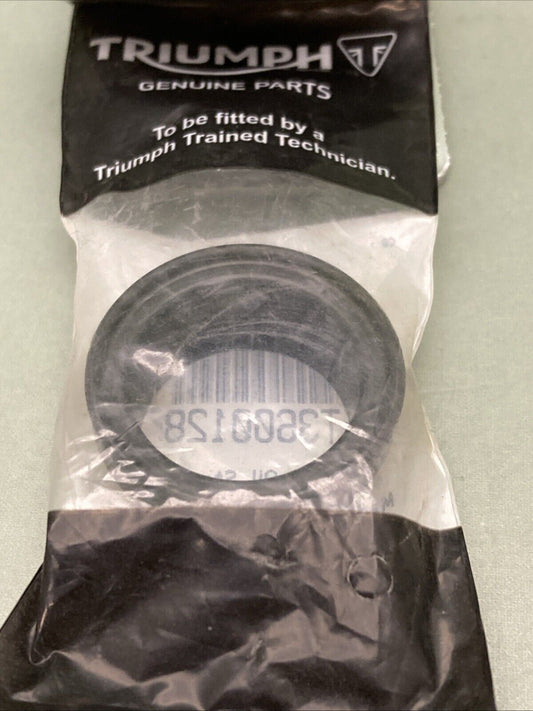 TRIUMPH
GENUINE PARTS
To be fitted by a
Triumph Trained Technician.
T3600128